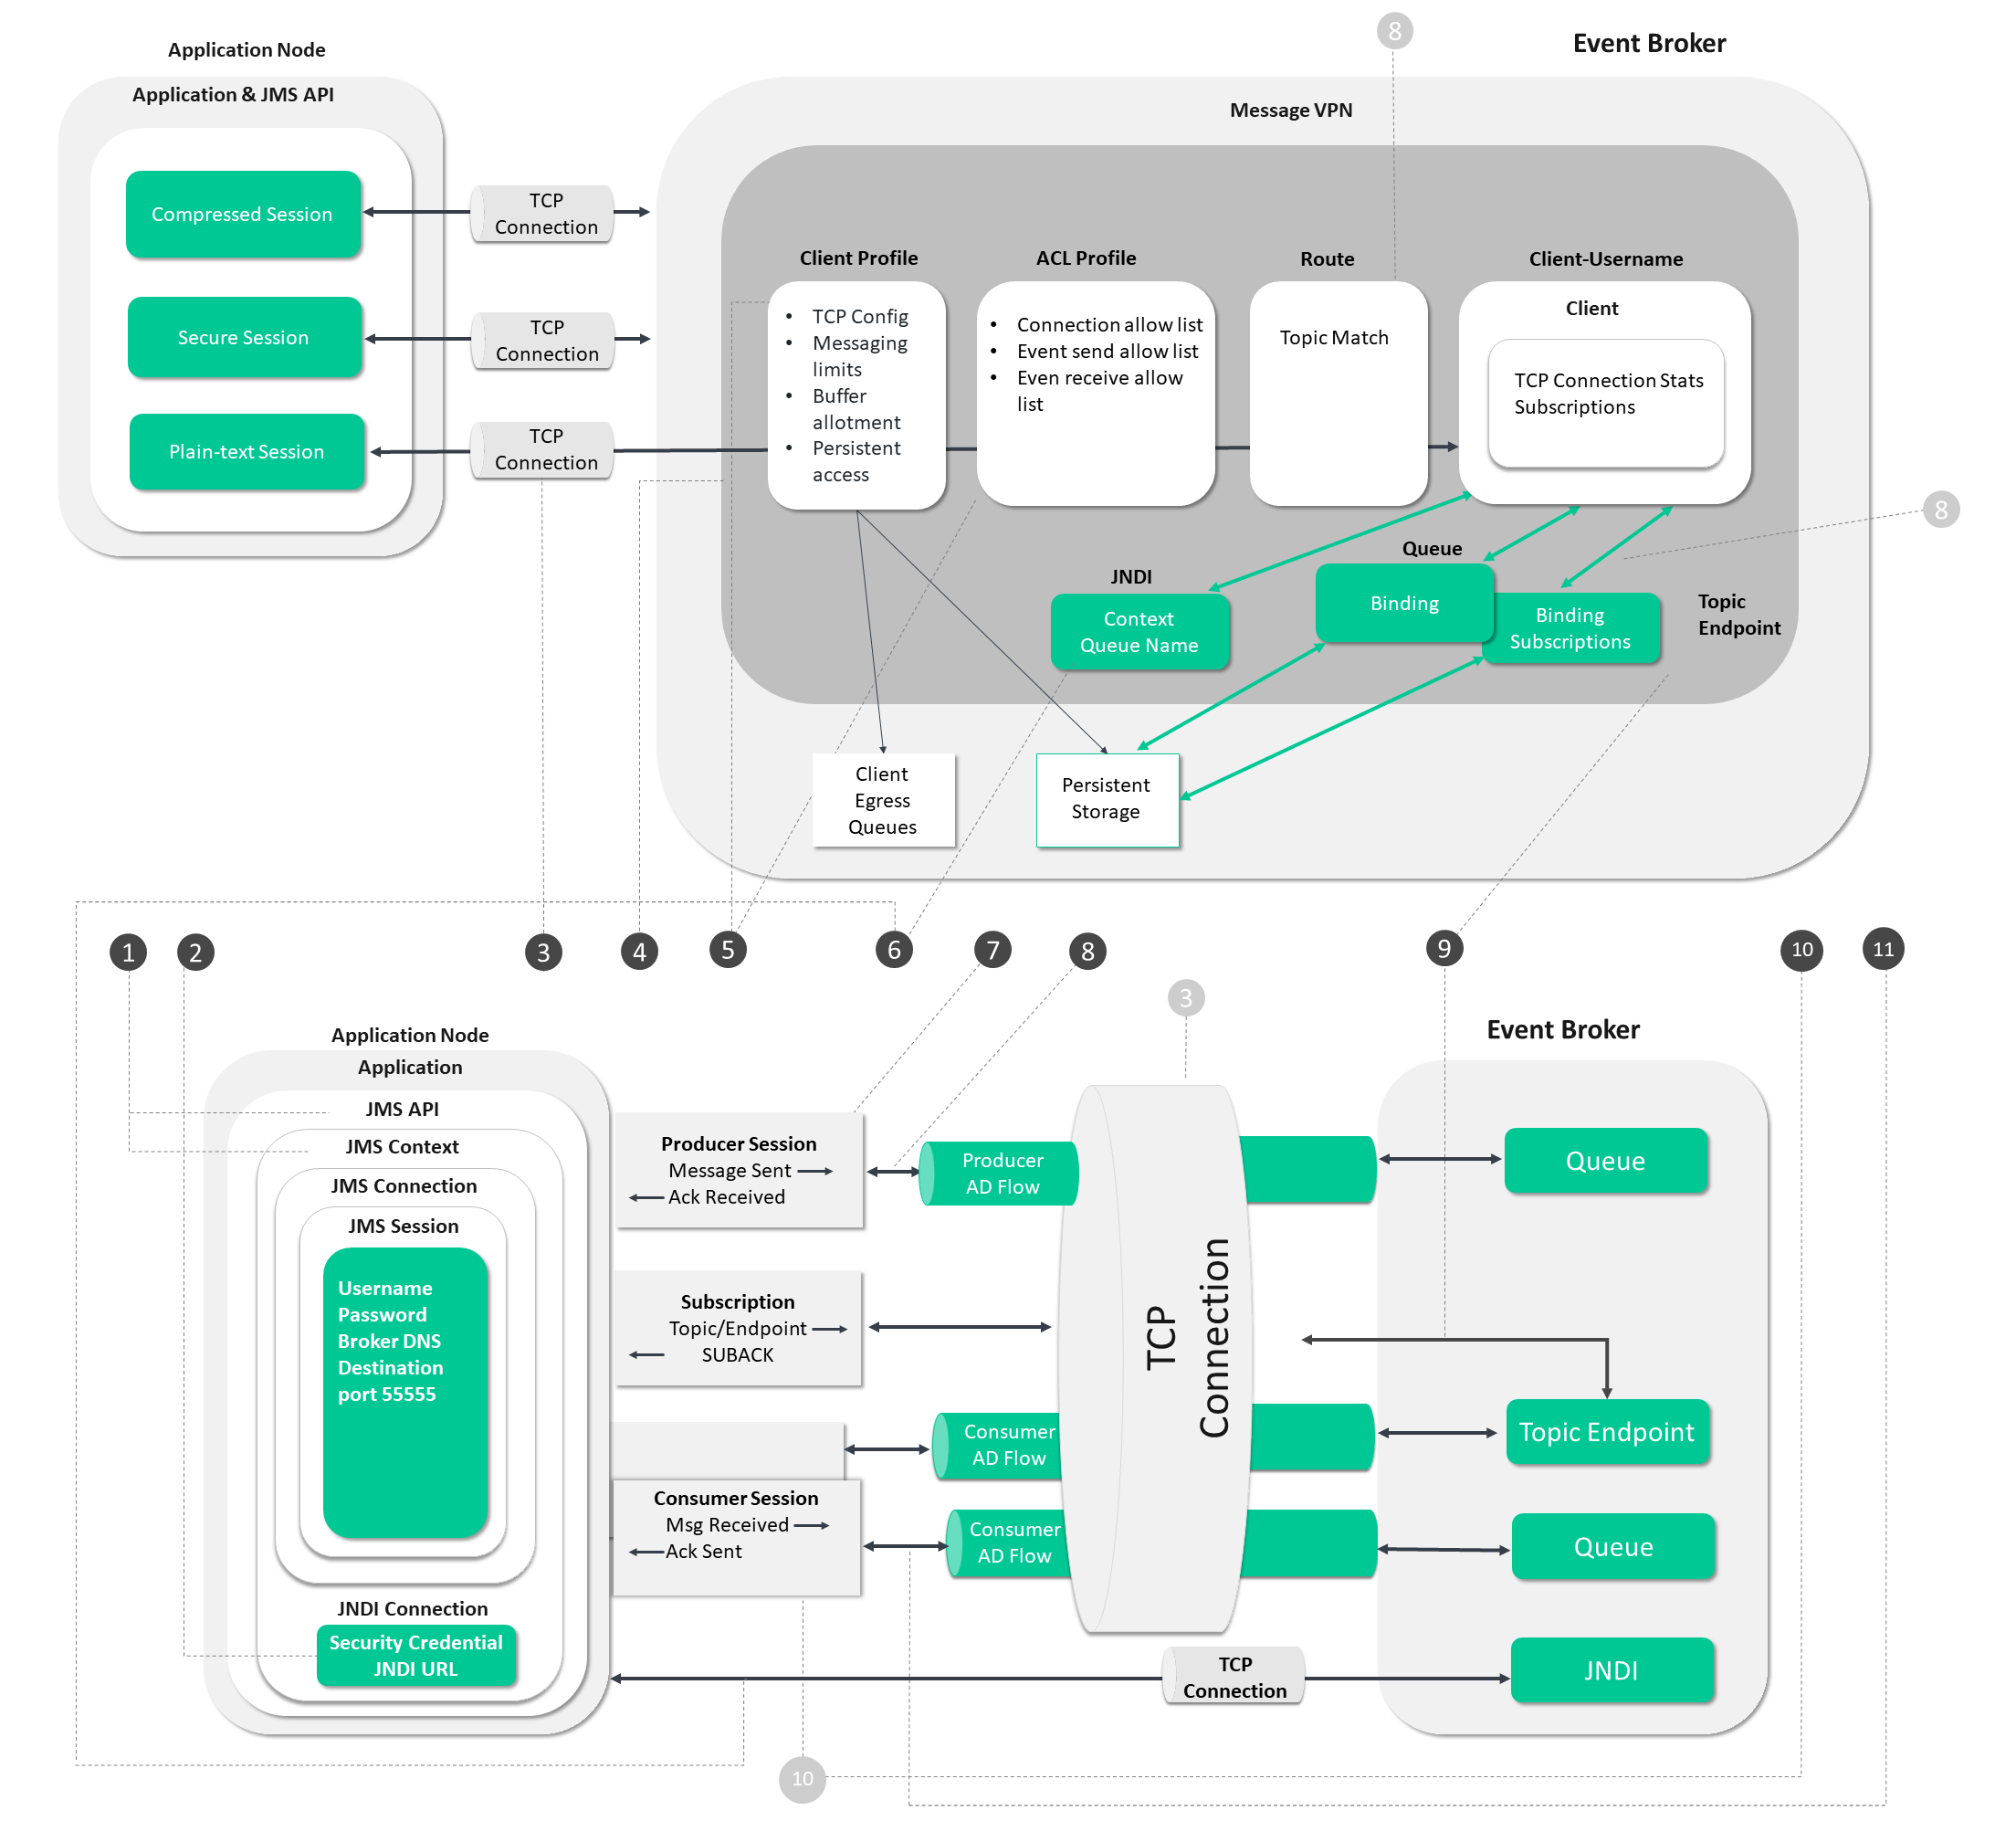 8
Event Broker
Application Node
Application & JMS API
Message VPN
Compressed Session
TCP
Connection
Secure Session
TCP
Connection
Plain-text Session
TCP
Connection
Client Profile
• TCP Config
• Messaging
limits
• Buffer
allotment
• Persistent
access
ACL Profile
• Connection allow list
• Event send allow list
• Even receive allow
list
Route
Topic Match
Client-Username
Client
TCP Connection Stats
Subscriptions
8
JNDI
Context
Queue Name
Queue
Binding
Binding
Subscriptions
Topic
Endpoint
Client
Egress
Queues
Persistent
Storage
1
2
3
4
5
6
7
8
9
10
11
3
Application Node
Application
JMS API
JMS Context
JMS Connection
JMS Session
Username
Password
Broker DNS
Destination
port 55555
JNDI Connection
Security Credential
JNDI URL
Producer Session
Message Sent
Ack Received
Subscription
Topic/Endpoint
SUBACK
Consumer Session
Msg Received
Ack Sent
Producer
AD Flow
Consumer
AD Flow
Consumer
AD Flow
TCP
Connection
TCP
Connection
Event Broker
Queue
Topic Endpoint
Queue
JNDI
10